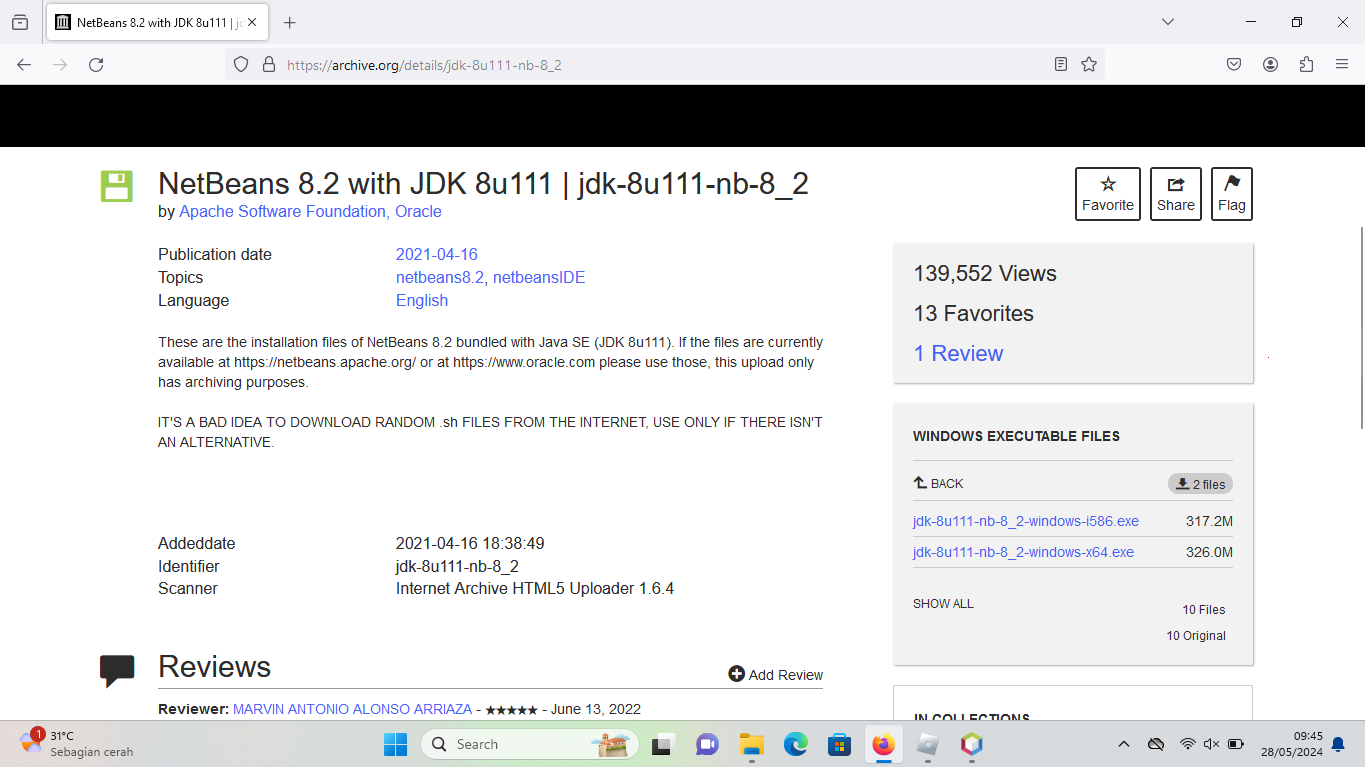 NetBeans 8.2 with JDK 8u111 | jd
https://archive.org/details/jdk-8u111-nb-8_2
NetBeans 8.2 with JDK 8u111 | jdk-8u111-nb-8_2
by Apache Software Foundation, Oracle
Favorite
Share
Flag
Publication date 2021-04-16
Topics netbeans8.2, netbeansIDE
Language English
These are the installation files of NetBeans 8.2 bundled with Java SE (JDK 8u111). If the files are currently
available at https://netbeans.apache.org/ or at https://www.oracle.com please use those, this upload only
has archiving purposes.
IT'S A BAD IDEA TO DOWNLOAD RANDOM .sh FILES FROM THE INTERNET, USE ONLY IF THERE ISN'T
AN ALTERNATIVE.
Addeddate 2021-04-16 18:38:49
Identifier jdk-8u111-nb-8_2
Scanner Internet Archive HTML5 Uploader 1.6.4
Reviews
Add Review
Reviewer: MARVIN ANTONIO ALONSO ARRIAZA - ★★★★★ - June 13, 2022
139,552 Views
13 Favorites
1 Review
WINDOWS EXECUTABLE FILES
BACK 2 files
jdk-8u111-nb-8_2-windows-i586.exe 317.2M
jdk-8u111-nb-8_2-windows-x64.exe 326.0M
SHOW ALL 10 Files
10 Original
IN COLLECTIONS
1
31°C
Sebagian cerah
Search
09:45
28/05/2024